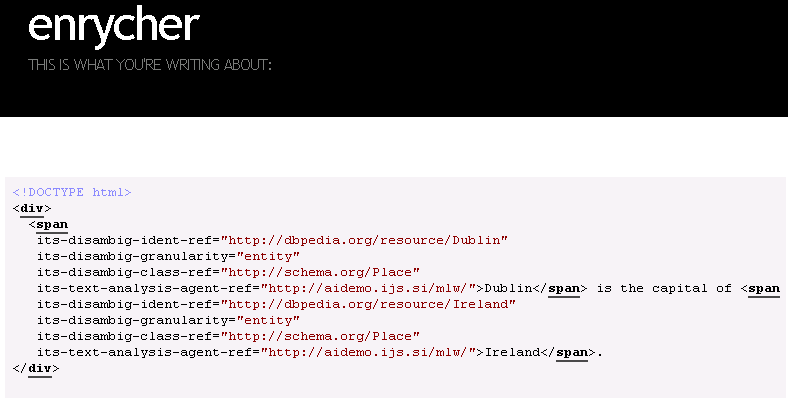 enrycher
THIS IS WHAT YOU'RE WRITING ABOUT:
<!DOCTYPE html>
<div>
  <span
   its-disambig-ident-ref="http://dbpedia.org/resource/Dublin"
   its-disambig-granularity="entity"
   its-disambig-class-ref="http://schema.org/Place"
   its-text-analysis-agent-ref="http://aidemo.ijs.si/mlw/">Dublin</span> is the capital of <span
   its-disambig-ident-ref="http://dbpedia.org/resource/Ireland"
   its-disambig-granularity="entity"
   its-disambig-class-ref="http://schema.org/Place"
   its-text-analysis-agent-ref="http://aidemo.ijs.si/mlw/">Ireland</span>.
</div>